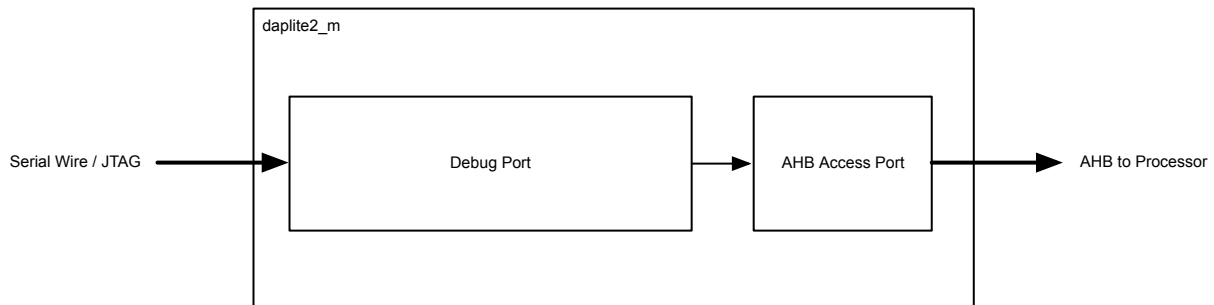 daplite2_m
Serial Wire / JTAG
Debug Port
AHB Access Port
AHB to Processor